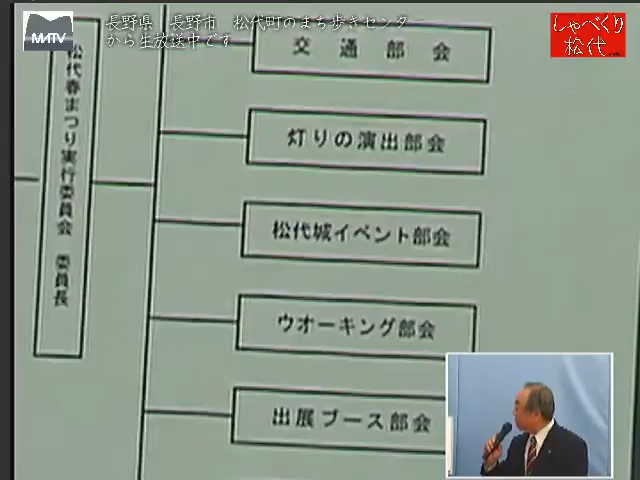 長野県 長野市 松代町のまち歩きセンター
から生放送中です
MATV
しゃべくり
松代
松代春まつり実行委員会 委員長
交通部会
灯りの演出部会
松代城イベント部会
ウオーキング部会
出展ブース部会